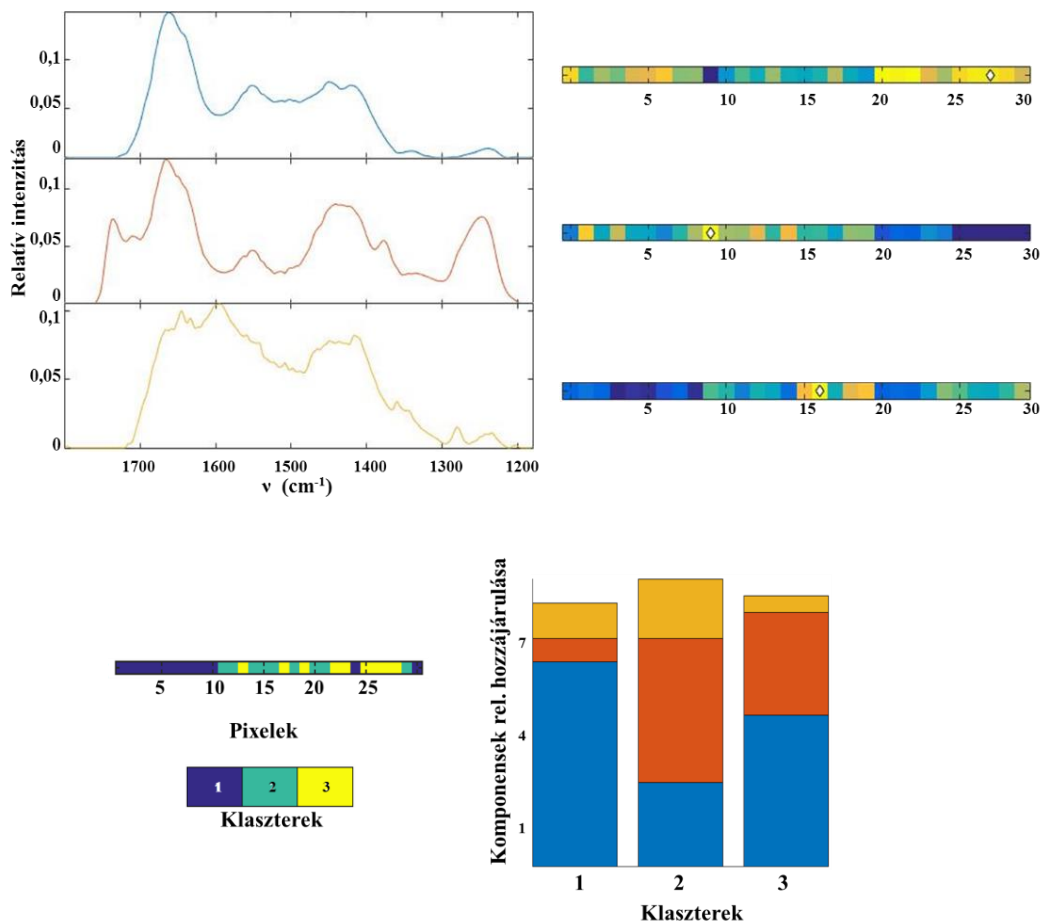 0,1
0,05
0
0,1
0,05
0
0,1
0,05
0
Relatív intenzitás
1700 1600 1500 1400 1300 1200
ν (cm-1)
5 10 15 20 25 30
5 10 15 20 25 30
5 10 15 20 25 30
5 10 15 20 25
Pixelek
1 2 3
Klaszterek
Komponensek rel. hozzájárulása
7
4
1
1 2 3
Klaszterek